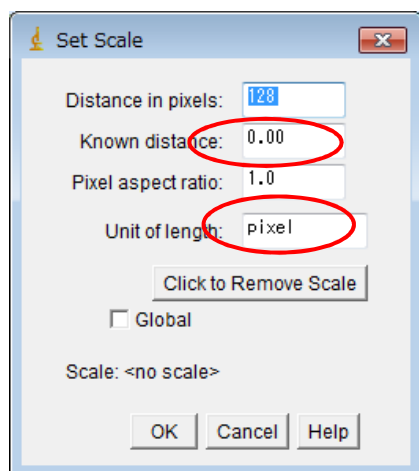 Set Scale
Distance in pixels: 128
Known distance: 0.00
Pixel aspect ratio: 1.0
Unit of length: pixel
Click to Remove Scale
Global
Scale: <no scale>
OK Cancel Help